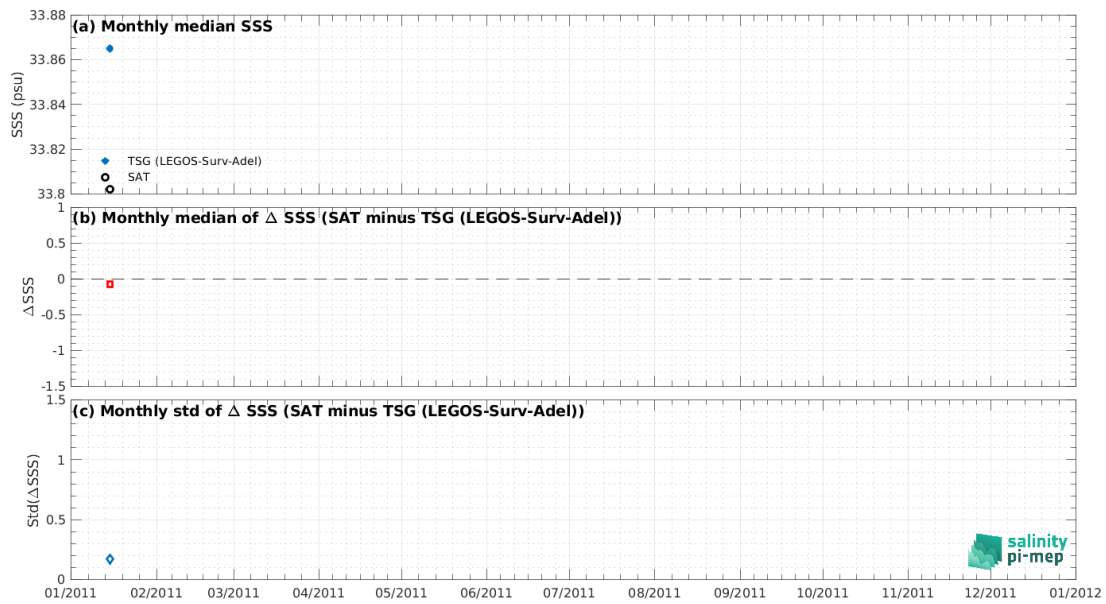 (a) Monthly median SSS
33.88
33.86
33.84
33.82
33.8
SSS (psu)
TSG (LEGOS-Surv-Adel)
SAT
(b) Monthly median of Δ SSS (SAT minus TSG (LEGOS-Surv-Adel))
1
0.5
0
-0.5
-1
-1.5
ΔSSS
(c) Monthly std of Δ SSS (SAT minus TSG (LEGOS-Surv-Adel))
1.5
1
0.5
0
Std(ΔSSS)
salinity
pi-mep
01/2011 02/2011 03/2011 04/2011 05/2011 06/2011 07/2011 08/2011 09/2011 10/2011 11/2011 12/2011 01/2012